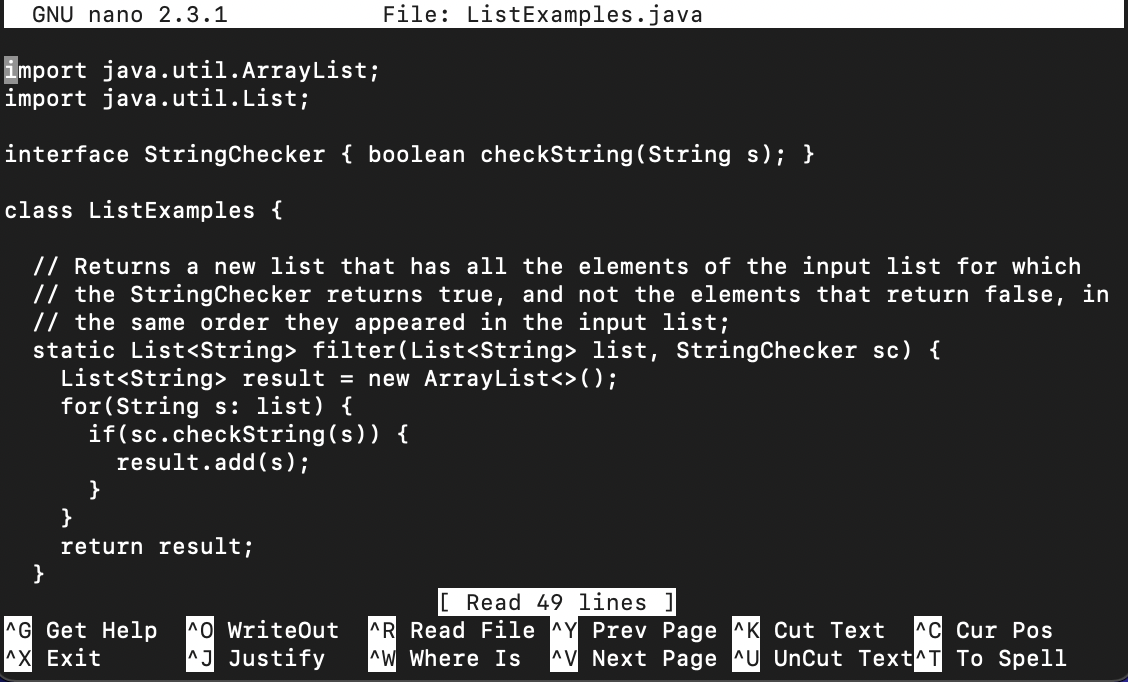 GNU nano 2.3.1 File: ListExamples.java
import java.util.ArrayList;
import java.util.List;
interface StringChecker { boolean checkString(String s); }
class ListExamples {
  // Returns a new list that has all the elements of the input list for which
  // the StringChecker returns true, and not the elements that return false, in
  // the same order they appeared in the input list;
  static List<String> filter(List<String> list, StringChecker sc) {
    List<String> result = new ArrayList<>();
    for(String s: list) {
      if(sc.checkString(s)) {
        result.add(s);
      }
    }
    return result;
  }
[ Read 49 lines ]
^G Get Help ^O WriteOut ^R Read File ^Y Prev Page ^K Cut Text ^C Cur Pos
^X Exit ^J Justify ^W Where Is ^V Next Page ^U UnCut Text^T To Spell